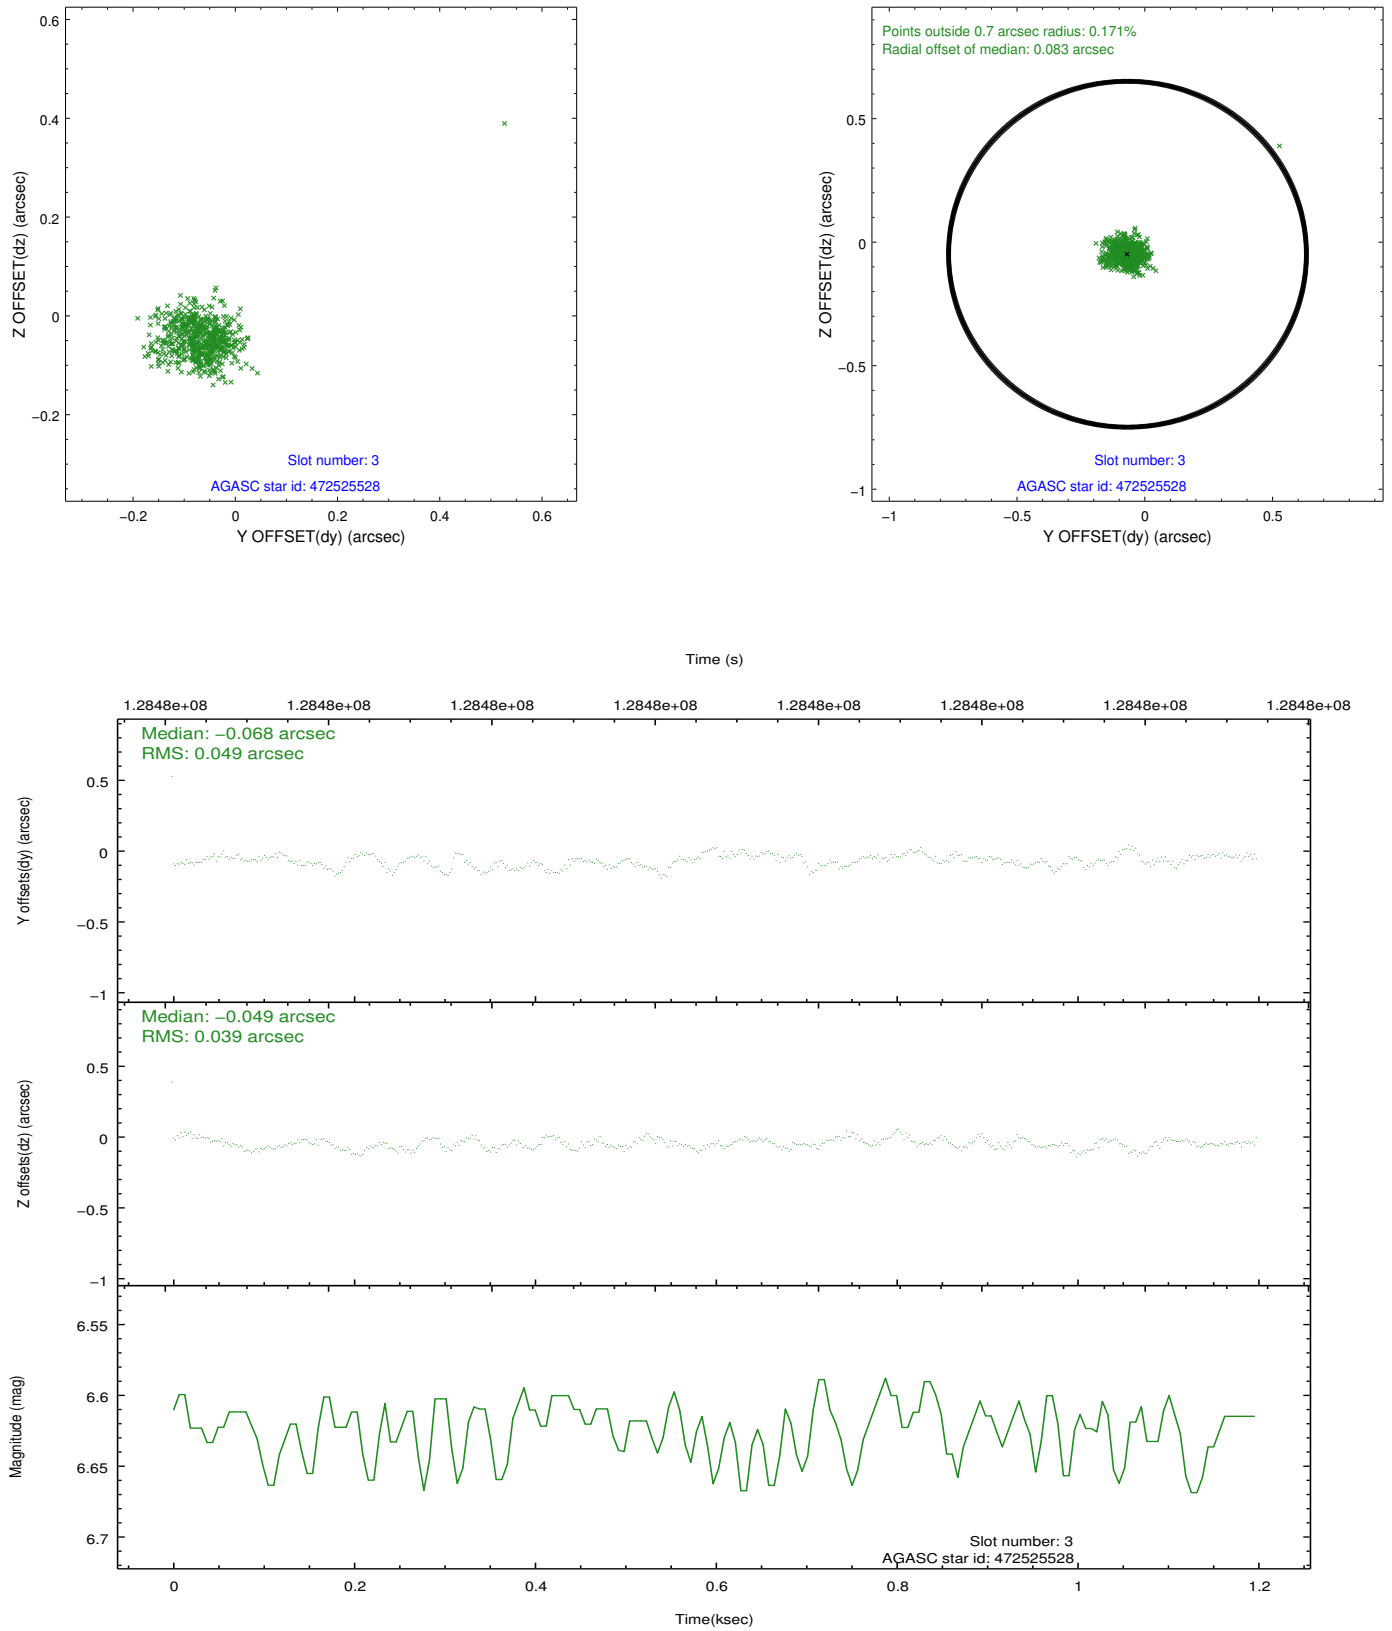 0.6
0.4
0.2
0
−0.2
Z OFFSET(dz) (arcsec)
Slot number: 3
AGASC star id: 472525528
−0.2 0 0.2 0.4 0.6
Y OFFSET(dy) (arcsec)
Points outside 0.7 arcsec radius: 0.171%
Radial offset of median: 0.083 arcsec
0.5
0
−0.5
−1
Z OFFSET(dz) (arcsec)
Slot number: 3
AGASC star id: 472525528
−1 −0.5 0 0.5
Y OFFSET(dy) (arcsec)
Time (s)
1.2848e+08 1.2848e+08 1.2848e+08 1.2848e+08 1.2848e+08 1.2848e+08 1.2848e+08 1.2848e+08
Median: −0.068 arcsec
RMS: 0.049 arcsec
0.5
0
−0.5
−1
Y offsets(dy) (arcsec)
Median: −0.049 arcsec
RMS: 0.039 arcsec
0.5
0
−0.5
−1
Z offsets(dz) (arcsec)
6.55
6.6
6.65
6.7
Magnitude (mag)
Slot number: 3
AGASC star id: 472525528
0 0.2 0.4 0.6 0.8 1 1.2
Time(ksec)